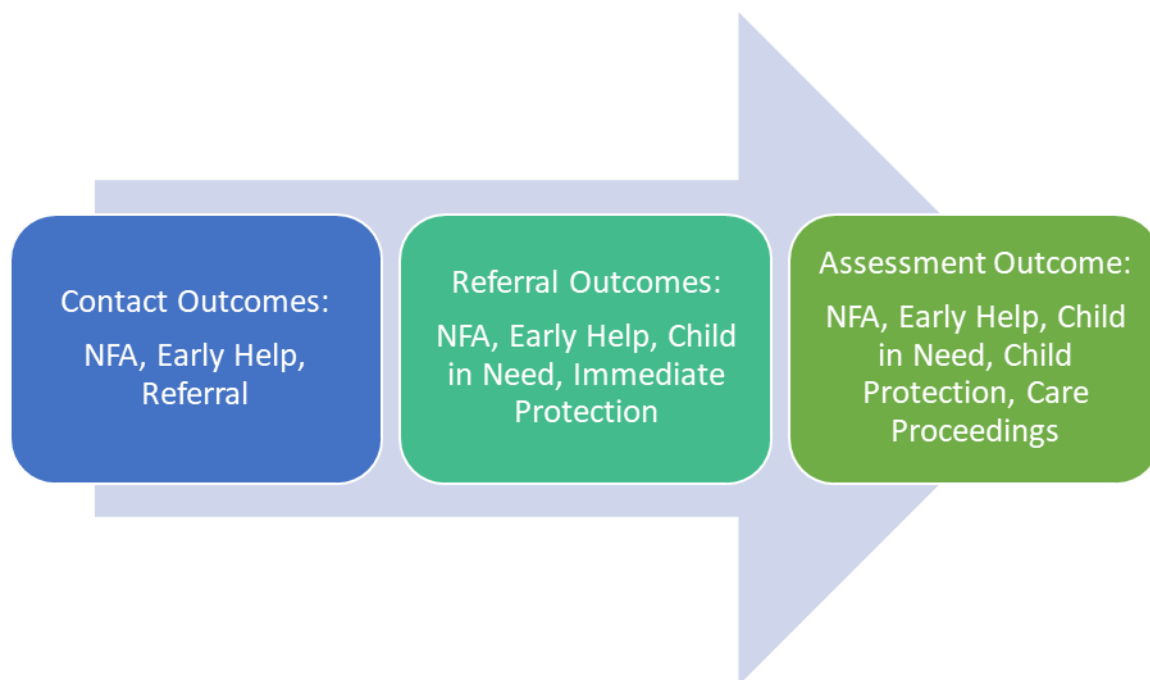 Contact Outcomes:
NFA, Early Help,
Referral
Referral Outcomes:
NFA, Early Help, Child
in Need, Immediate
Protection
Assessment Outcome:
NFA, Early Help, Child
in Need, Child
Protection, Care
Proceedings